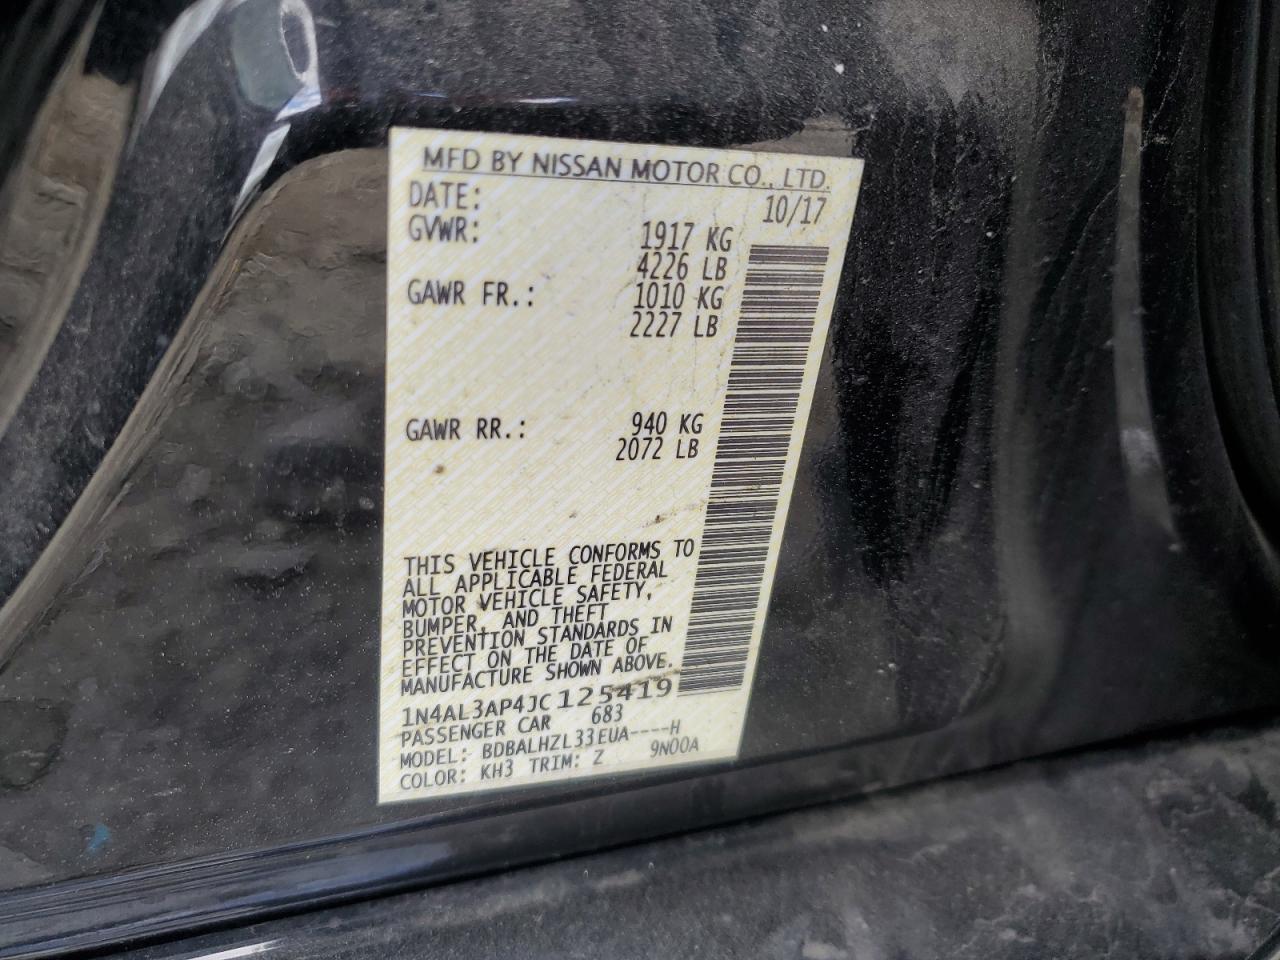 MFD BY NISSAN MOTOR CO., LTD.
DATE: 10/17
GVWR: 1917 KG
4226 LB
GAWR FR.: 1010 KG
2227 LB
GAWR RR.: 940 KG
2072 LB
THIS VEHICLE CONFORMS TO
ALL APPLICABLE FEDERAL
MOTOR VEHICLE SAFETY,
BUMPER, AND THEFT
PREVENTION STANDARDS IN
EFFECT ON THE DATE OF
MANUFACTURE SHOWN ABOVE.
1N4AL3AP4JC125419
PASSENGER CAR 683
MODEL: BDBALHZL33EUA----H
COLOR: KH3 TRIM: Z 9N00A